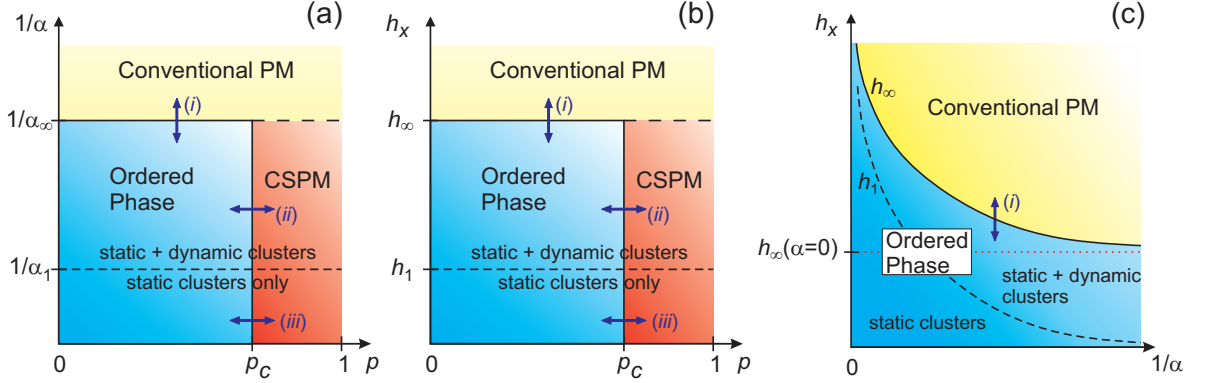 1/α
(a)
Conventional PM
(i)
1/α∞
Ordered
Phase
CSPM
(ii)
static + dynamic clusters
1/α1
static clusters only
(iii)
0
pc
1
p
hx
(b)
Conventional PM
(i)
h∞
Ordered
Phase
CSPM
(ii)
static + dynamic clusters
h1
static clusters only
(iii)
0
pc
1
p
hx
(c)
h∞
Conventional PM
h1
(i)
h∞(α=0)
Ordered
Phase
static + dynamic
clusters
static clusters
0
1/α